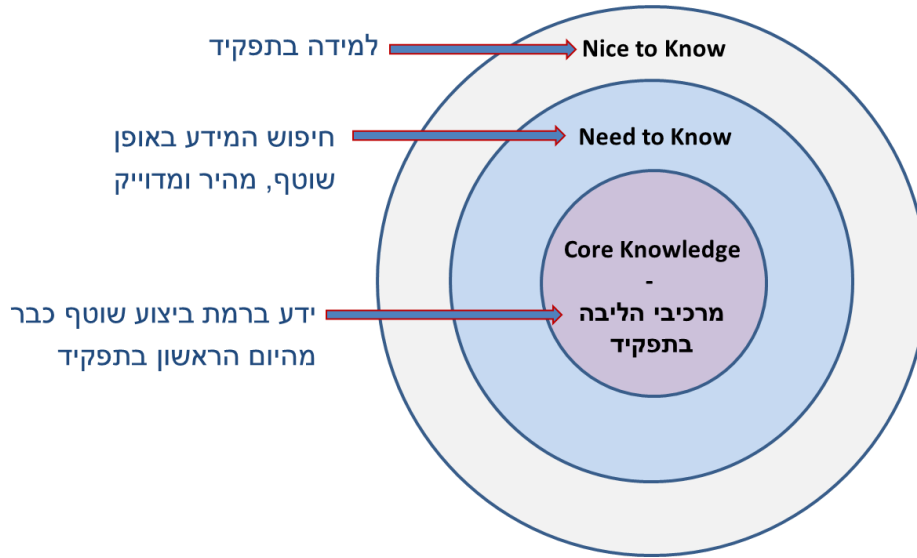 למידה בתפקיד
Nice to Know
חיפוש המידע באופן
שוטף, מהיר ומדוייק
Need to Know
ידע ברמת ביצוע שוטף כבר
מהיום הראשון בתפקיד
Core Knowledge
-
מרכיבי הליבה
בתפקיד